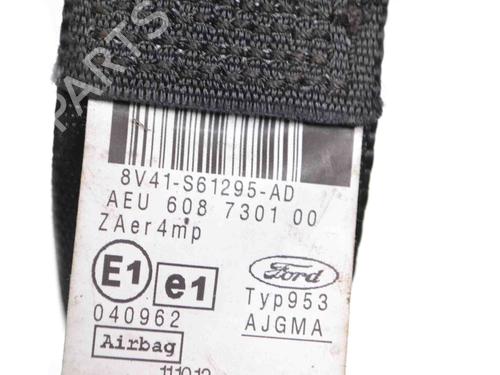 PARTS
8V41-S61295-AD
AEU 608 7301 00
ZAer4mp
E1 e1
Ford
Typ953
040962
AJGMA
Airbag